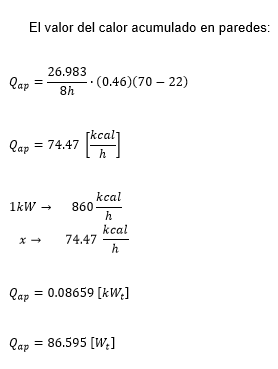 El valor del calor acumulado en paredes:
Q_ap = 26.983/8h · (0.46)(70 − 22)
Q_ap = 74.47 [kcal/h]
1kW → 860 kcal/h
x → 74.47 kcal/h
Q_ap = 0.08659 [kW_t]
Q_ap = 86.595 [W_t]